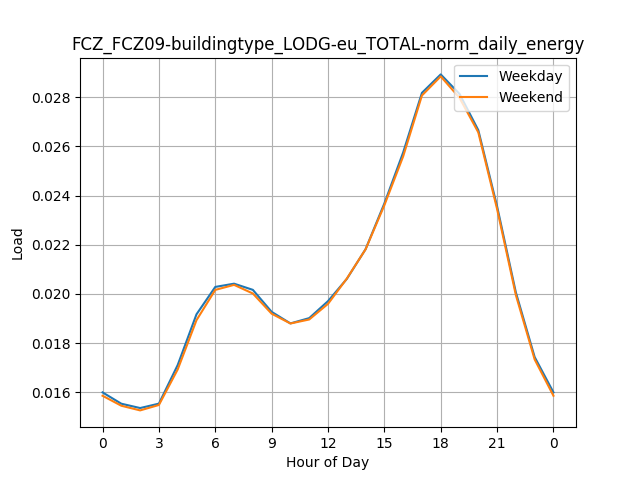 FCZ_FCZ09-buildingtype_LODG-eu_TOTAL-norm_daily_energy
Weekday
Weekend
0.028
0.026
0.024
0.022
0.020
0.018
0.016
Load
0 3 6 9 12 15 18 21 0
Hour of Day